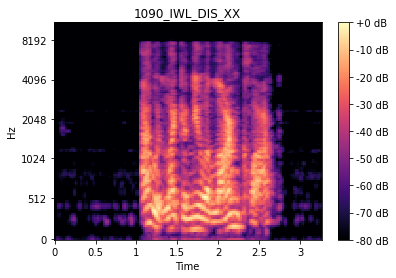 1090_IWL_DIS_XX
8192
4096
2048
1024
512
0
Hz
0 0.5 1 1.5 2 2.5 3
Time
+0 dB
-10 dB
-20 dB
-30 dB
-40 dB
-50 dB
-60 dB
-70 dB
-80 dB